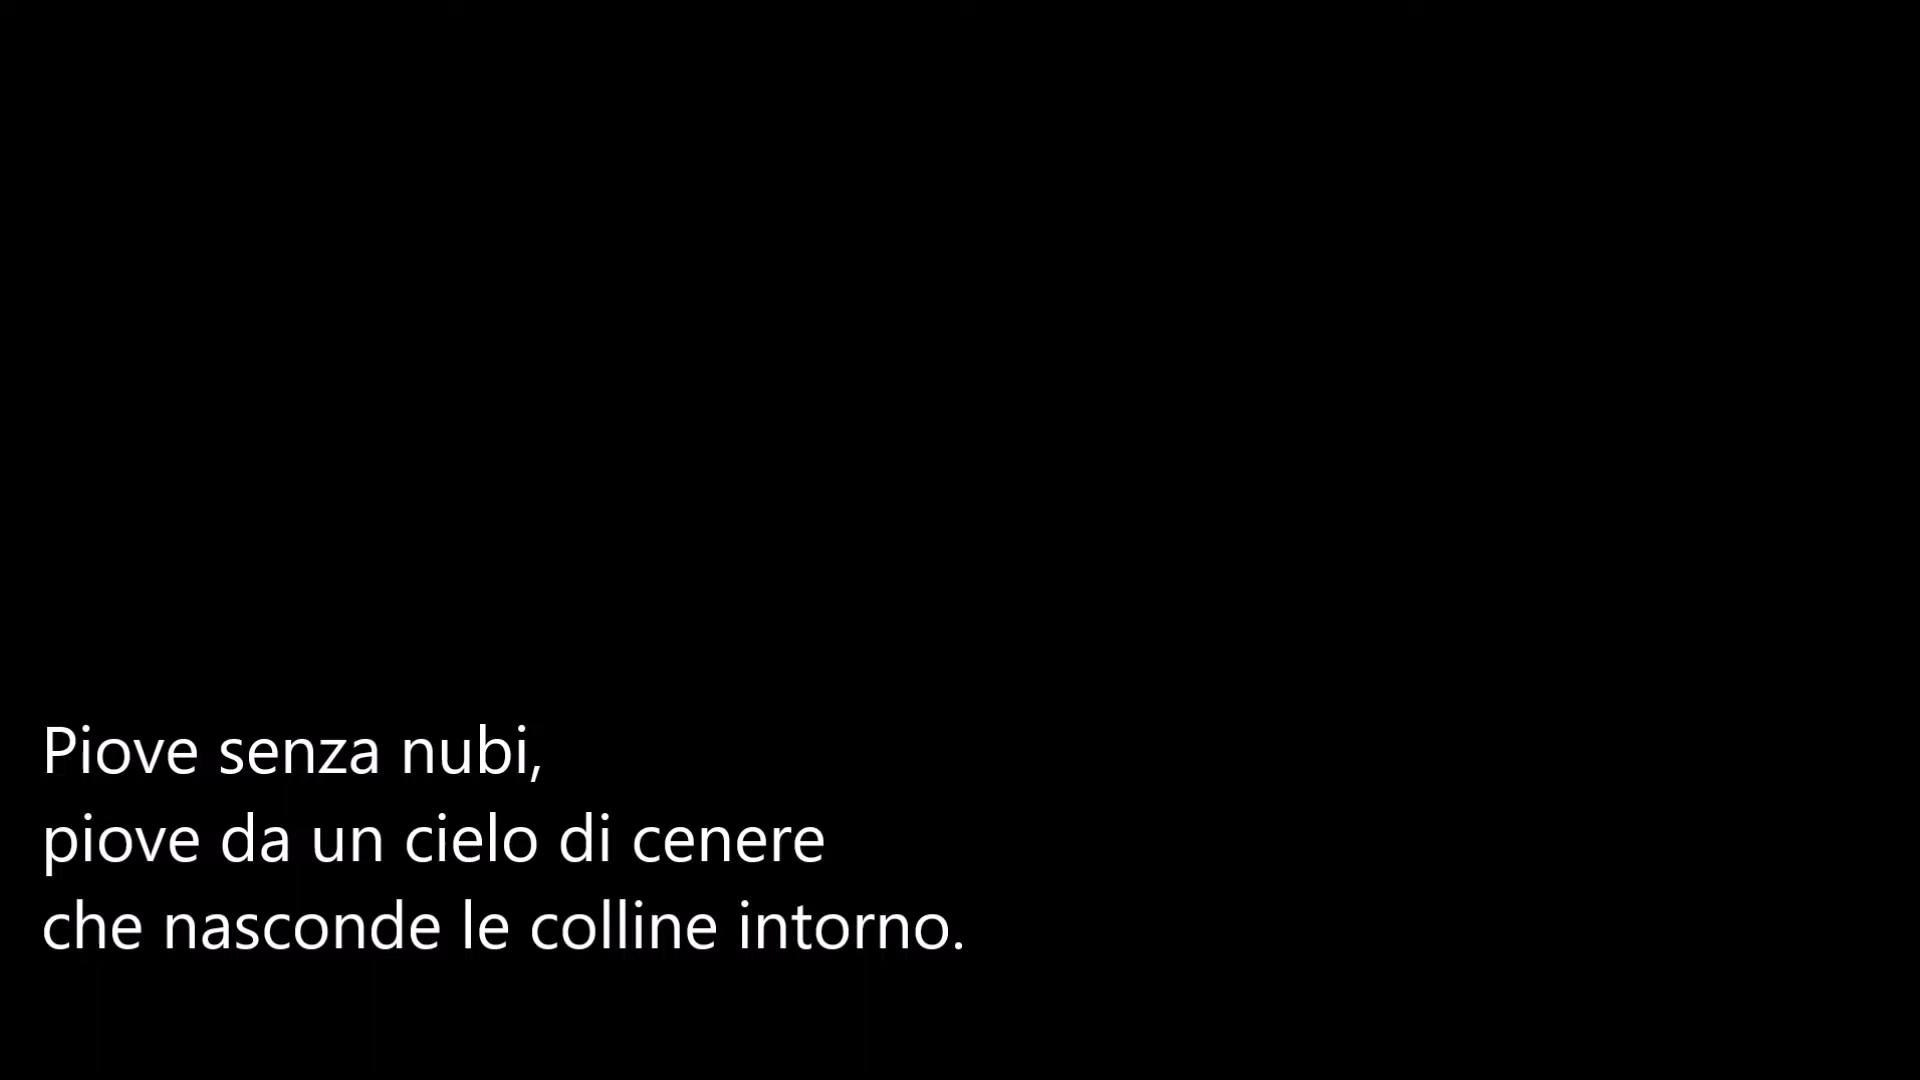 Piove senza nubi,
piove da un cielo di cenere
che nasconde le colline intorno.